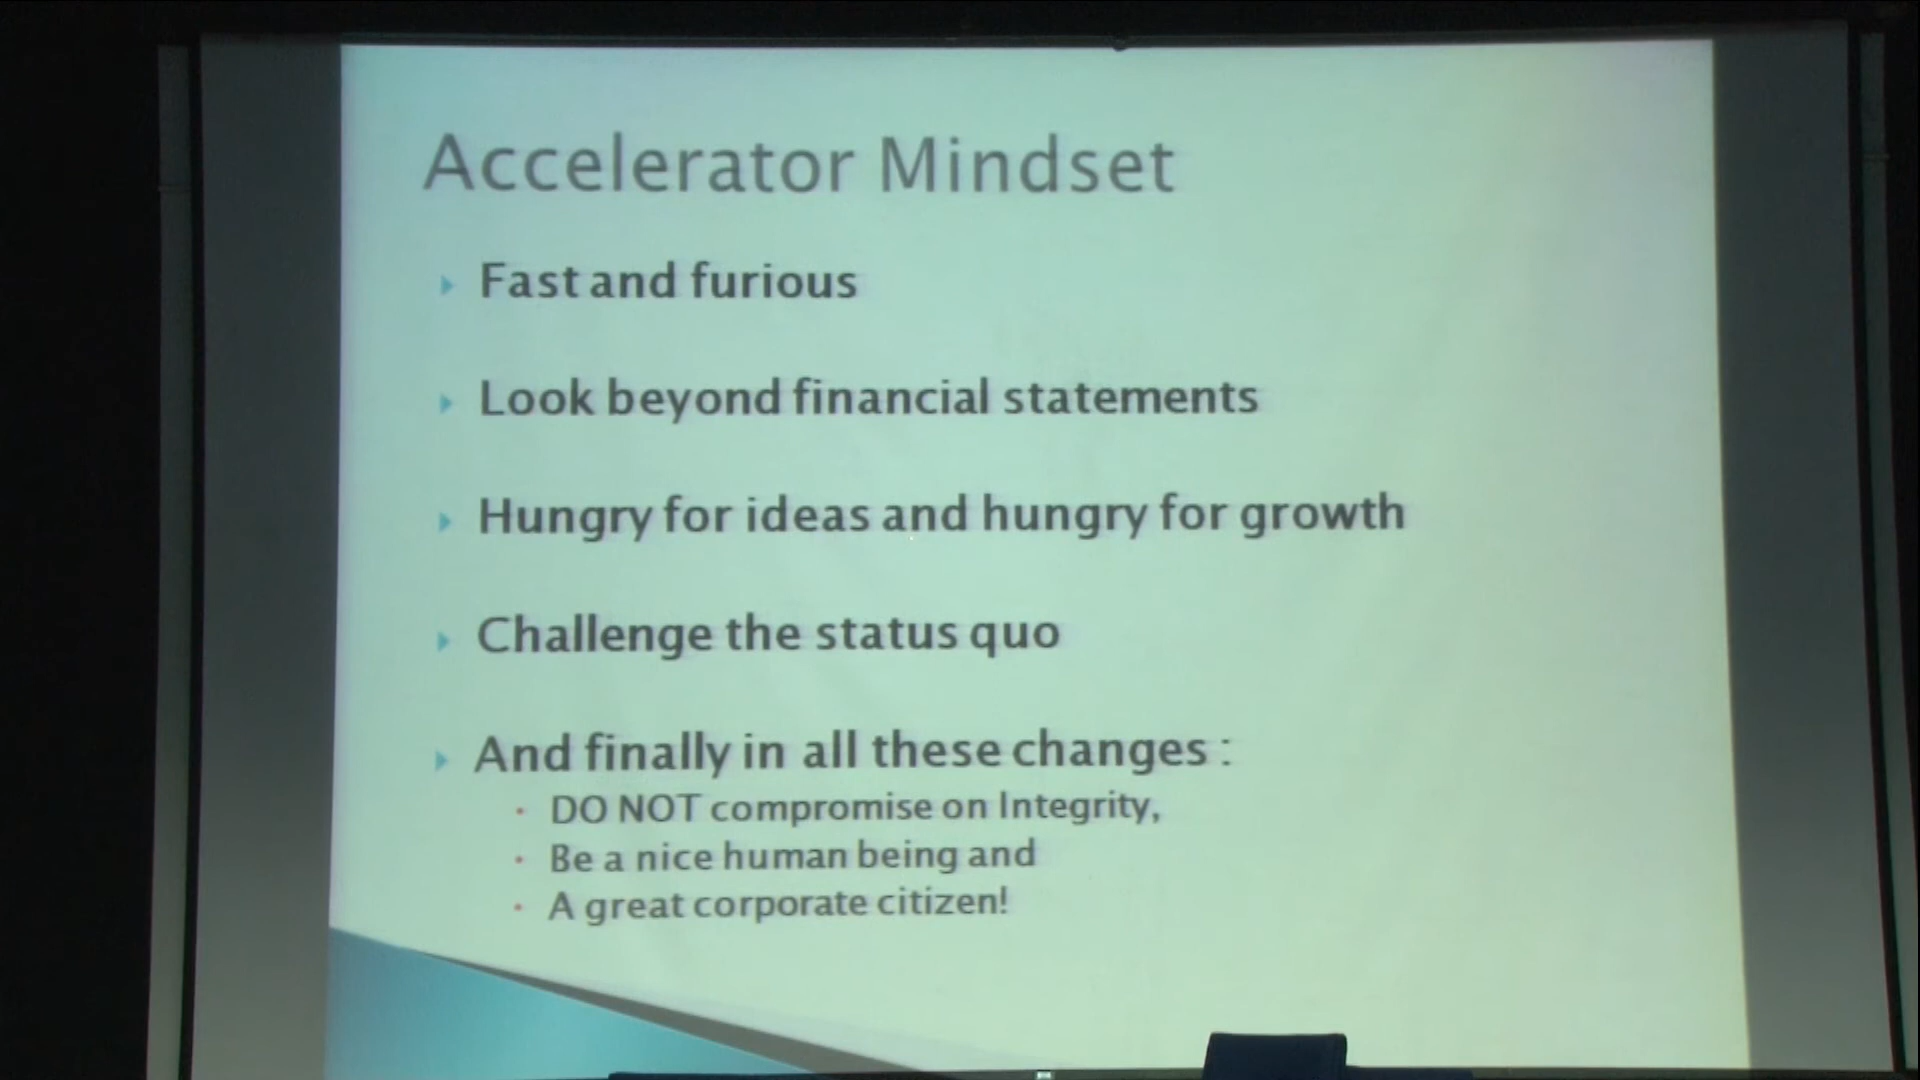 Accelerator Mindset
Fast and furious
Look beyond financial statements
Hungry for ideas and hungry for growth
Challenge the status quo
And finally in all these changes :
DO NOT compromise on Integrity,
Be a nice human being and
A great corporate citizen!